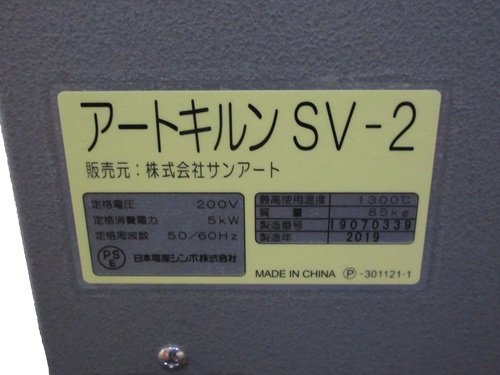 アートキルン SV-2
販売元：株式会社サンアート
定格電圧 200V
定格消費電力 5kW
定格周波数 50/60Hz
PSE 日本電産シンポ株式会社
最高使用温度 1300℃
質量 85kg
製造番号 19070339
製造年 2019
MADE IN CHINA Ⓟ-301121-1